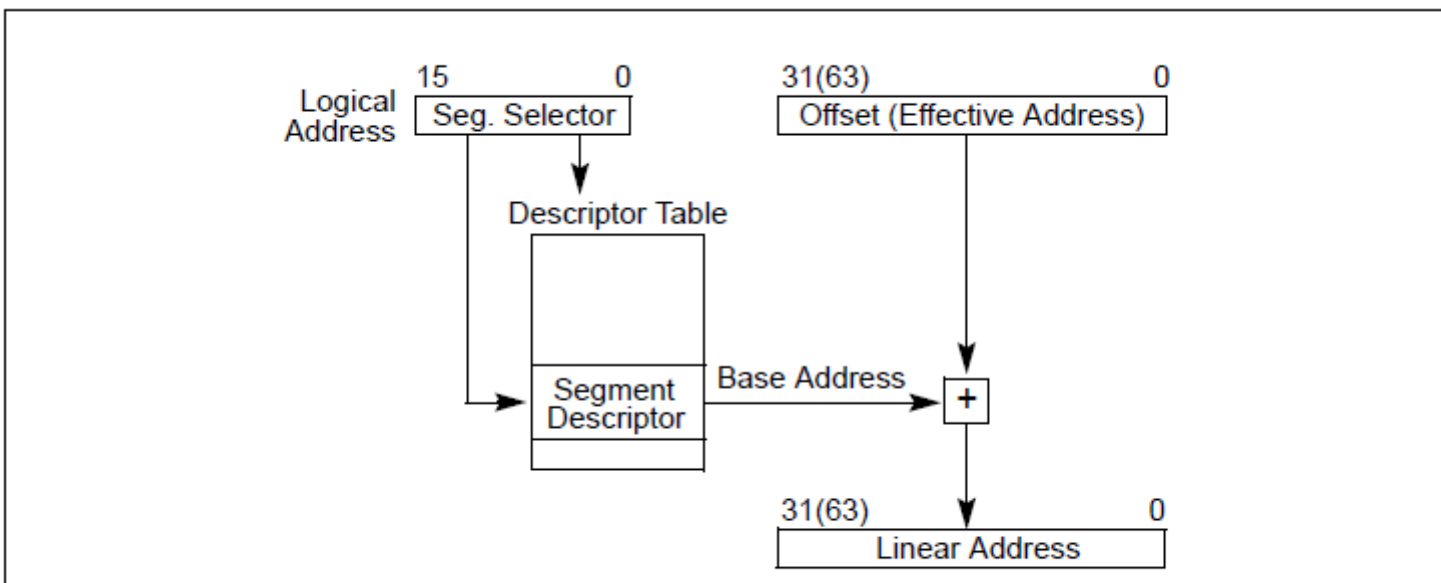 15 0 31(63) 0
Logical Address
Seg. Selector
Offset (Effective Address)
Descriptor Table
Segment Descriptor
Base Address
+
31(63) 0
Linear Address